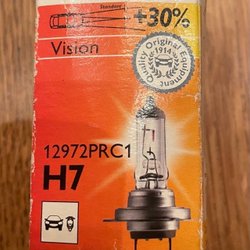 Standard
+30%
Vision
Quality Original Equipment
1914
12972PRC1
H7